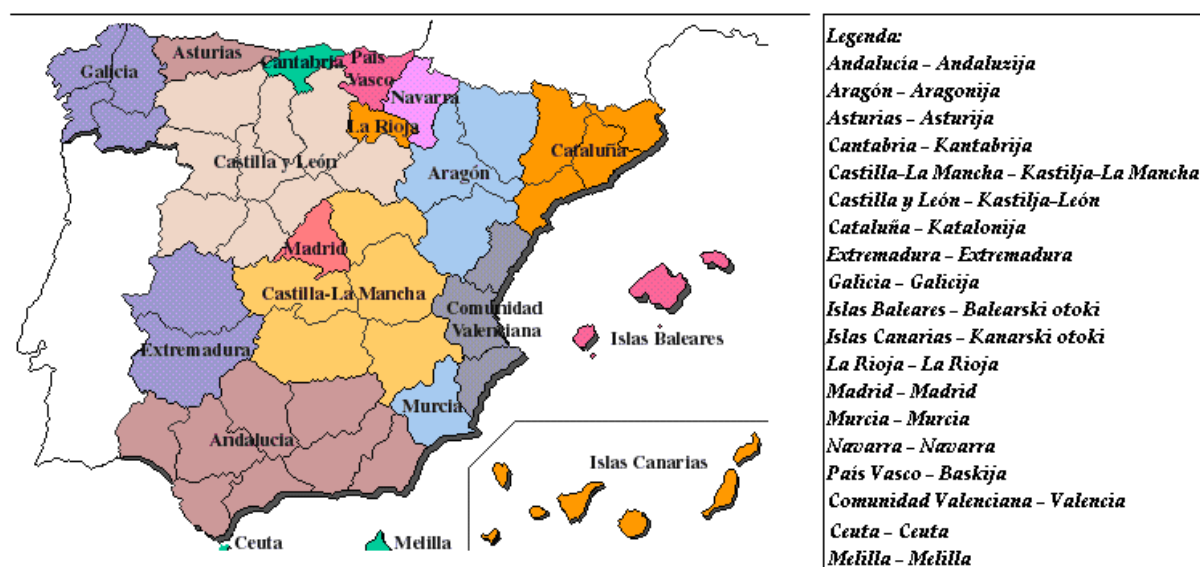 Asturias
Cantabria
País
Vasco
Galicia
Navarra
La Rioja
Castilla y León
Aragón
Cataluña
Madrid
Castilla-La Mancha
Comunidad
Valenciana
Islas Baleares
Extremadura
Murcia
Andalucia
Islas Canarias
Ceuta
Melilla
Legenda:
Andalucía – Andaluzija
Aragón – Aragonija
Asturias – Asturija
Cantabria – Kantabrija
Castilla-La Mancha – Kastilja-La Mancha
Castilla y León – Kastilja-León
Cataluña – Katalonija
Extremadura – Extremadura
Galicia – Galicija
Islas Baleares – Balearski otoki
Islas Canarias – Kanarski otoki
La Rioja – La Rioja
Madrid – Madrid
Murcia – Murcia
Navarra – Navarra
País Vasco – Baskija
Comunidad Valenciana – Valencia
Ceuta – Ceuta
Melilla – Melilla